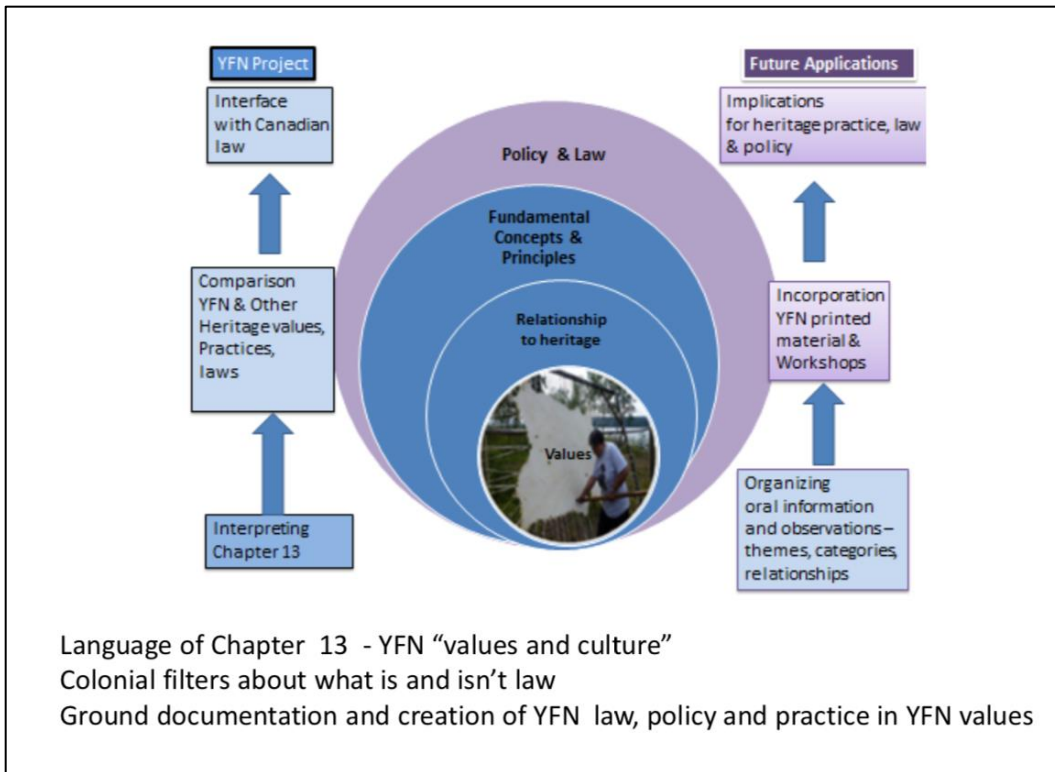 YFN Project
Interface
with Canadian
law
Comparison
YFN & Other
Heritage values,
Practices,
laws
Interpreting
Chapter 13
Policy & Law
Fundamental
Concepts &
Principles
Relationship
to heritage
Values
Future Applications
Implications
for heritage practice, law
& policy
Incorporation
YFN printed
material &
Workshops
Organizing
oral information
and observations–
themes, categories,
relationships
Language of Chapter 13 - YFN “values and culture”
Colonial filters about what is and isn’t law
Ground documentation and creation of YFN law, policy and practice in YFN values